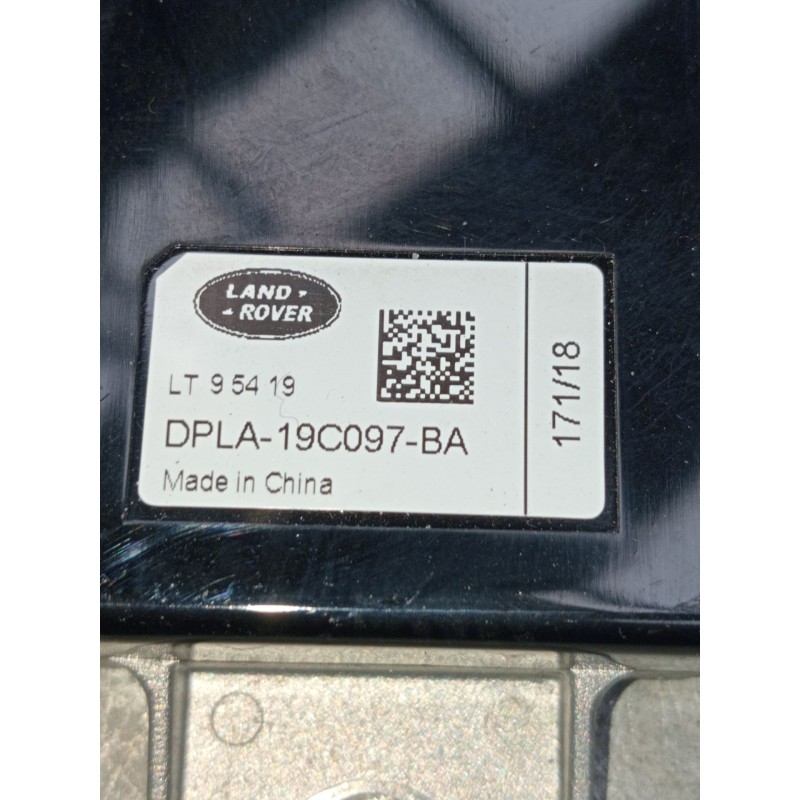 LAND
ROVER
LT 9 54 19
DPLA-19C097-BA
Made in China
171/18